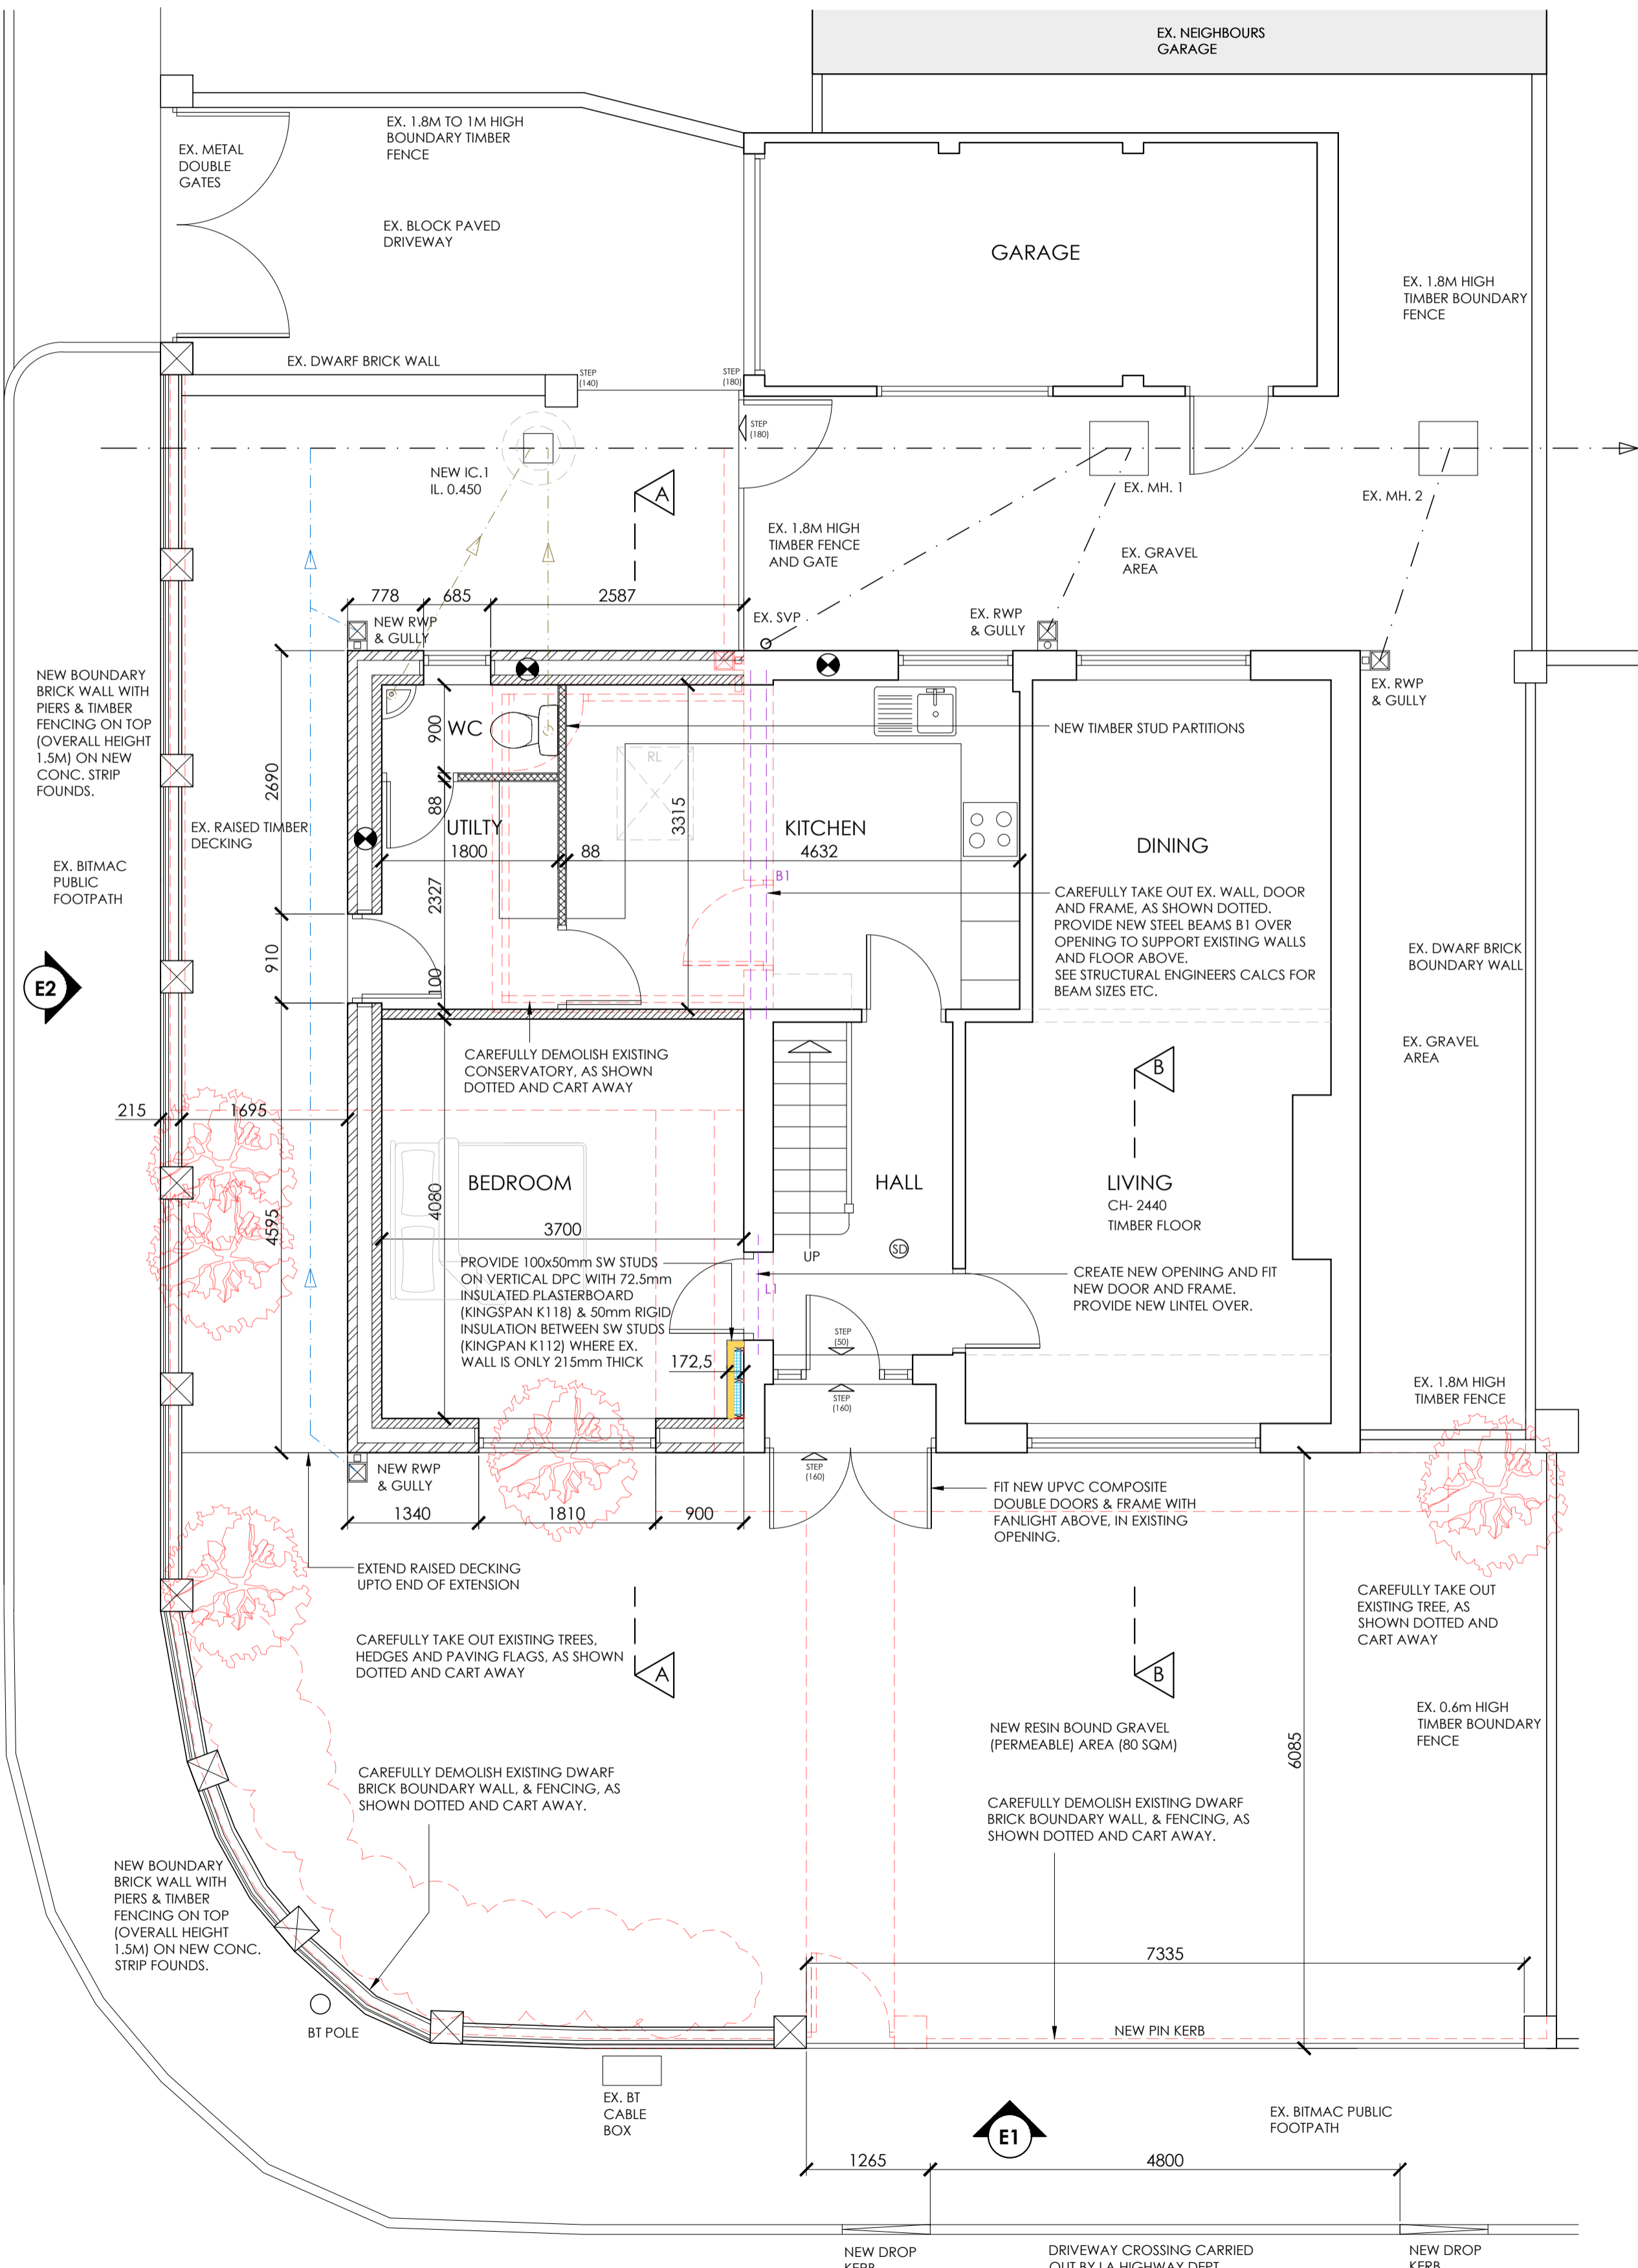 EX. NEIGHBOURS
GARAGE
EX. METAL
DOUBLE
GATES
EX. 1.8M TO 1M HIGH
BOUNDARY TIMBER
FENCE
EX. BLOCK PAVED
DRIVEWAY
GARAGE
EX. 1.8M HIGH
TIMBER BOUNDARY
FENCE
EX. DWARF BRICK WALL
STEP
(140)
STEP
(180)
STEP
(180)
NEW IC.1
IL. 0.450
A
EX. MH. 1
EX. MH. 2
EX. 1.8M HIGH
TIMBER FENCE
AND GATE
EX. GRAVEL
AREA
778
685
2587
NEW RWP
& GULLY
EX. SVP
EX. RWP
& GULLY
EX. RWP
& GULLY
NEW BOUNDARY
BRICK WALL WITH
PIERS & TIMBER
FENCING ON TOP
(OVERALL HEIGHT
1.5M) ON NEW
CONC. STRIP
FOUNDS.
WC
900
RL
NEW TIMBER STUD PARTITIONS
2690
88
3315
EX. RAISED TIMBER
DECKING
UTILTY
1800
88
KITCHEN
4632
DINING
EX. BITMAC
PUBLIC
FOOTPATH
B1
2327
CAREFULLY TAKE OUT EX. WALL, DOOR
AND FRAME, AS SHOWN DOTTED.
PROVIDE NEW STEEL BEAMS B1 OVER
OPENING TO SUPPORT EXISTING WALLS
AND FLOOR ABOVE.
SEE STRUCTURAL ENGINEERS CALCS FOR
BEAM SIZES ETC.
EX. DWARF BRICK
BOUNDARY WALL
910
100
E2
CAREFULLY DEMOLISH EXISTING
CONSERVATORY, AS SHOWN
DOTTED AND CART AWAY
EX. GRAVEL
AREA
B
215
1695
BEDROOM
HALL
LIVING
CH- 2440
TIMBER FLOOR
4595
4080
3700
UP
SD
PROVIDE 100x50mm SW STUDS
ON VERTICAL DPC WITH 72.5mm
INSULATED PLASTERBOARD
(KINGSPAN K118) & 50mm RIGID
INSULATION BETWEEN SW STUDS
(KINGPAN K112) WHERE EX.
WALL IS ONLY 215mm THICK
L1
CREATE NEW OPENING AND FIT
NEW DOOR AND FRAME.
PROVIDE NEW LINTEL OVER.
172,5
STEP
(50)
STEP
(160)
EX. 1.8M HIGH
TIMBER FENCE
NEW RWP
& GULLY
STEP
(160)
FIT NEW UPVC COMPOSITE
DOUBLE DOORS & FRAME WITH
FANLIGHT ABOVE, IN EXISTING
OPENING.
1340
1810
900
EXTEND RAISED DECKING
UPTO END OF EXTENSION
CAREFULLY TAKE OUT
EXISTING TREE, AS
SHOWN DOTTED AND
CART AWAY
CAREFULLY TAKE OUT EXISTING TREES,
HEDGES AND PAVING FLAGS, AS SHOWN
DOTTED AND CART AWAY
A
B
EX. 0.6m HIGH
TIMBER BOUNDARY
FENCE
NEW RESIN BOUND GRAVEL
(PERMEABLE) AREA (80 SQM)
6085
CAREFULLY DEMOLISH EXISTING DWARF
BRICK BOUNDARY WALL, & FENCING, AS
SHOWN DOTTED AND CART AWAY.
CAREFULLY DEMOLISH EXISTING DWARF
BRICK BOUNDARY WALL, & FENCING, AS
SHOWN DOTTED AND CART AWAY.
NEW BOUNDARY
BRICK WALL WITH
PIERS & TIMBER
FENCING ON TOP
(OVERALL HEIGHT
1.5M) ON NEW CONC.
STRIP FOUNDS.
7335
BT POLE
NEW PIN KERB
EX. BT
CABLE
BOX
E1
EX. BITMAC PUBLIC
FOOTPATH
1265
4800
NEW DROP
KERB
DRIVEWAY CROSSING CARRIED
OUT BY LA HIGHWAY DEPT
NEW DROP
KERB